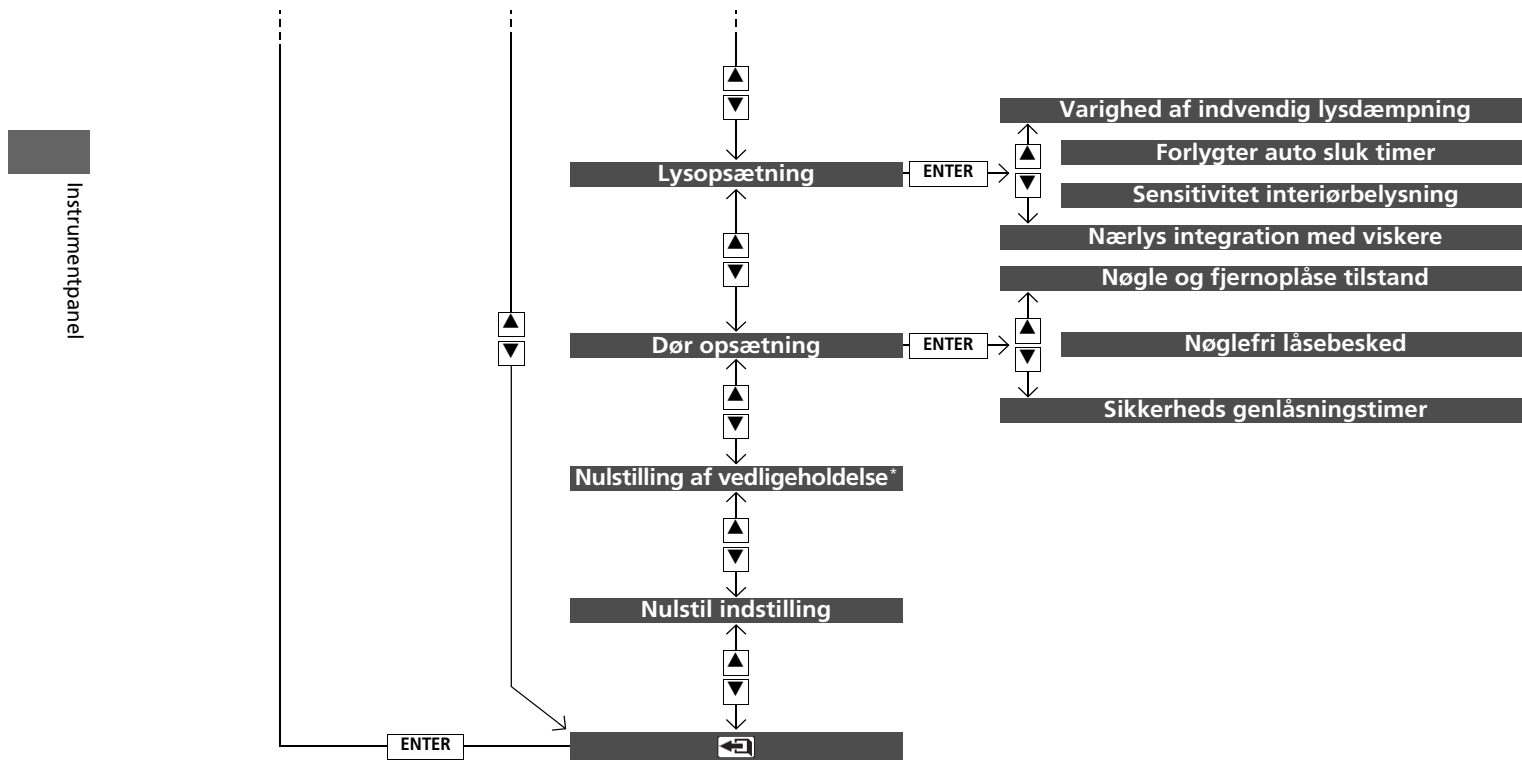 Instrumentpanel
Lysopsætning
ENTER
Varighed af indvendig lysdæmpning
Forlygter auto sluk timer
Sensitivitet interiørbelysning
Nærlys integration med viskere
Dør opsætning
ENTER
Nøgle og fjernoplåse tilstand
Nøglefri låsebesked
Sikkerheds genlåsningstimer
Nulstilling af vedligeholdelse*
Nulstil indstilling
ENTER